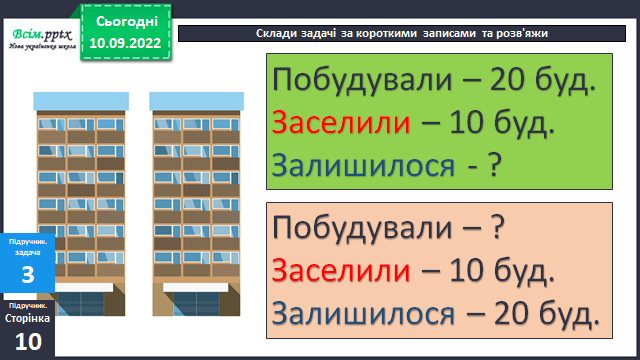 Всім.pptx
Нова українська школа
Сьогодні
10.09.2022
Склади задачі за короткими записами та розв'яжи
Побудували – 20 буд.
Заселили – 10 буд.
Залишилося - ?
Побудували – ?
Заселили – 10 буд.
Залишилося – 20 буд.
Підручник.
задача
3
Підручник.
Сторінка
10